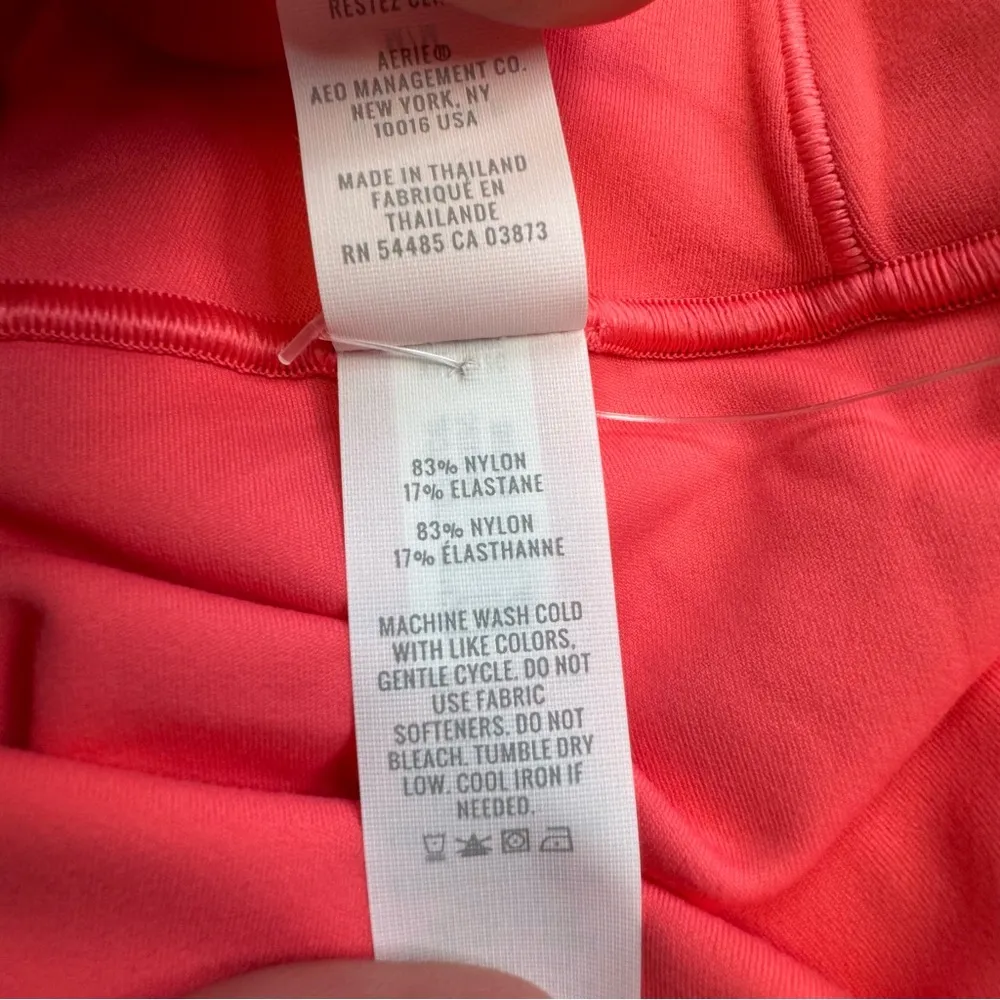 RESTEZ
AERIE®
AEO MANAGEMENT CO.
NEW YORK, NY
10016 USA
MADE IN THAILAND
FABRIQUÉ EN
THAILANDE
RN 54485 CA 03873
83% NYLON
17% ELASTANE
83% NYLON
17% ÉLASTHANNE
MACHINE WASH COLD
WITH LIKE COLORS,
GENTLE CYCLE. DO NOT
USE FABRIC
SOFTENERS. DO NOT
BLEACH. TUMBLE DRY
LOW. COOL IRON IF
NEEDED.